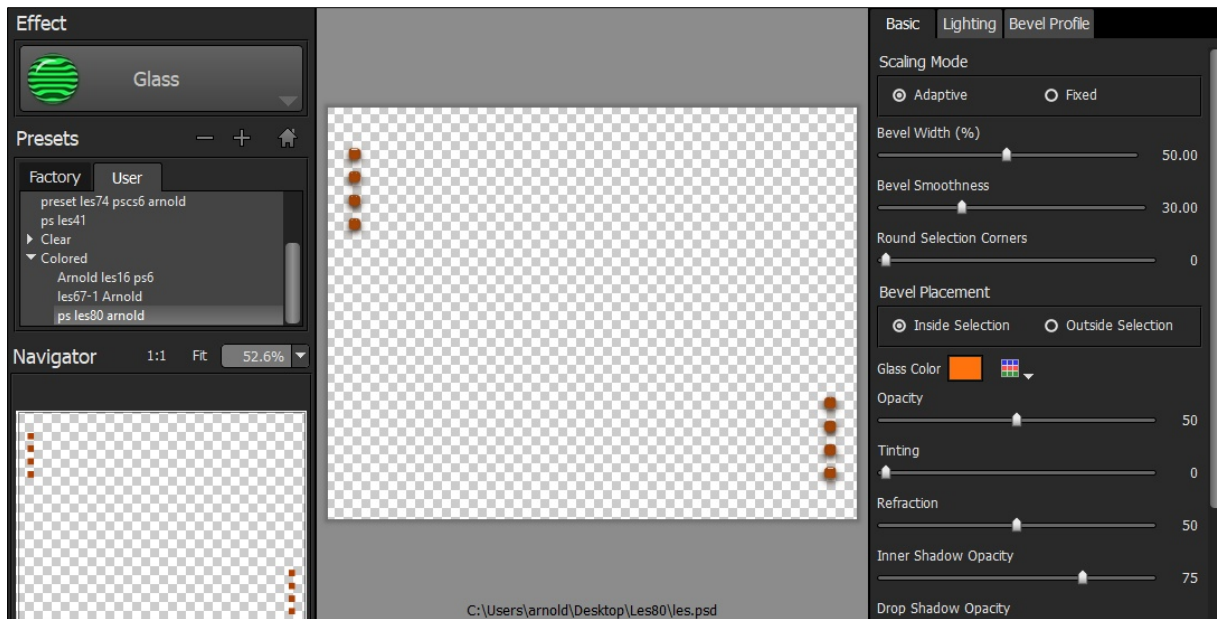 Effect
Glass
Presets
Factory User
preset les74 pscs6 arnold
ps les41
Clear
Colored
Arnold les16 ps6
les67-1 Arnold
ps les80 arnold
Navigator 1:1 Fit 52.6%
C:\Users\arnold\Desktop\Les80\les.psd
Basic Lighting Bevel Profile
Scaling Mode
Adaptive Fixed
Bevel Width (%)
50.00
Bevel Smoothness
30.00
Round Selection Corners
0
Bevel Placement
Inside Selection Outside Selection
Glass Color
Opacity
50
Tinting
0
Refraction
50
Inner Shadow Opacity
75
Drop Shadow Opacity